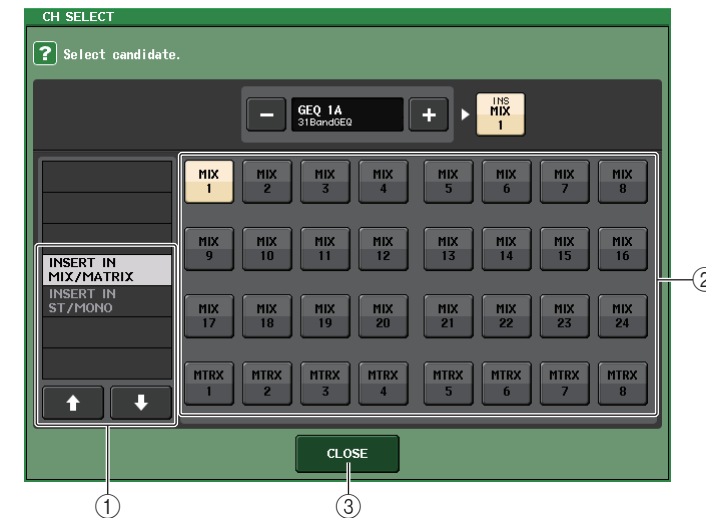 CH SELECT
? Select candidate.
− GEQ 1A + INS
31BandGEQ MIX
1
MIX 1 MIX 2 MIX 3 MIX 4 MIX 5 MIX 6 MIX 7 MIX 8
MIX 9 MIX 10 MIX 11 MIX 12 MIX 13 MIX 14 MIX 15 MIX 16
INSERT IN
MIX/MATRIX
INSERT IN
ST/MONO
MIX 17 MIX 18 MIX 19 MIX 20 MIX 21 MIX 22 MIX 23 MIX 24
MTRX 1 MTRX 2 MTRX 3 MTRX 4 MTRX 5 MTRX 6 MTRX 7 MTRX 8
CLOSE
① ③
②